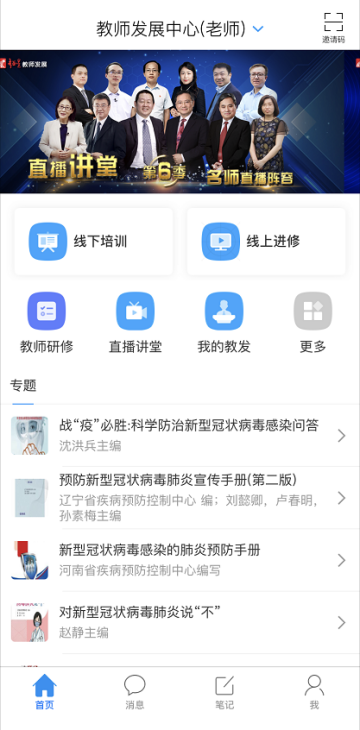 教师发展中心(老师)
邀请码
教师发展
直播讲堂 第6季 名师直播阵容
线下培训 线上进修
教师研修 直播讲堂 我的教发 更多
专题
战“疫”必胜:科学防治新型冠状病毒感染问答
沈洪兵主编
预防新型冠状病毒肺炎宣传手册(第二版)
辽宁省疾病预防控制中心 编；刘懿卿，卢春明，
孙素梅主编
新型冠状病毒感染的肺炎预防手册
河南省疾病预防控制中心编写
对新型冠状病毒肺炎说“不”
赵静主编
首页 消息 笔记 我